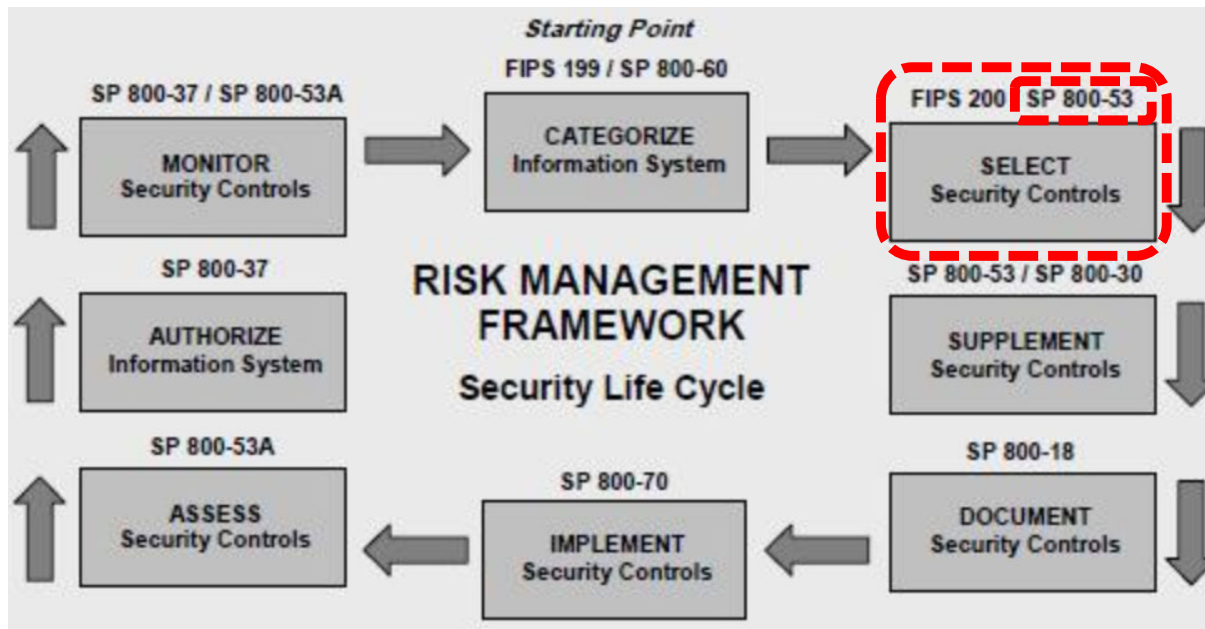 Starting Point
FIPS 199 / SP 800-60
CATEGORIZE
Information System
FIPS 200 SP 800-53
SELECT
Security Controls
SP 800-53 / SP 800-30
SUPPLEMENT
Security Controls
SP 800-18
DOCUMENT
Security Controls
SP 800-70
IMPLEMENT
Security Controls
SP 800-53A
ASSESS
Security Controls
SP 800-37
AUTHORIZE
Information System
SP 800-37 / SP 800-53A
MONITOR
Security Controls
RISK MANAGEMENT
FRAMEWORK
Security Life Cycle